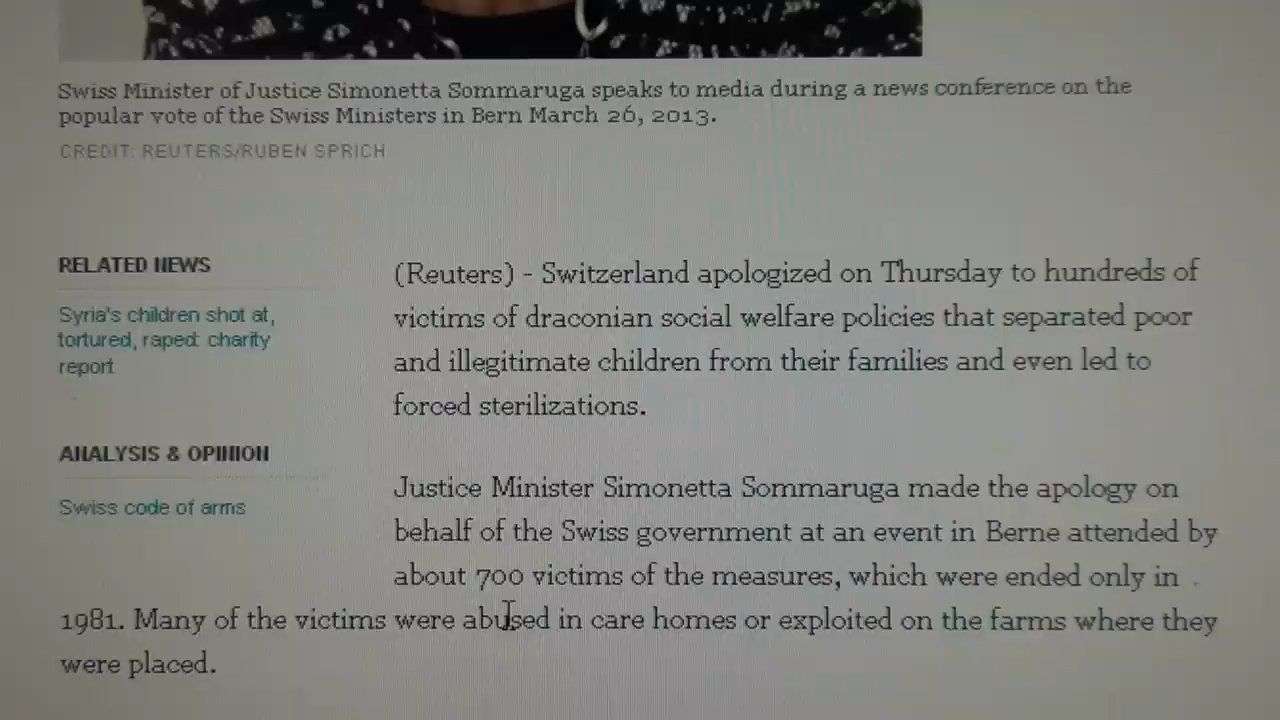 Swiss Minister of Justice Simonetta Sommaruga speaks to media during a news conference on the
popular vote of the Swiss Ministers in Bern March 26, 2013.
CREDIT: REUTERS/RUBEN SPRICH
RELATED NEWS
Syria's children shot at,
tortured, raped: charity
report
ANALYSIS & OPINION
Swiss code of arms
(Reuters) - Switzerland apologized on Thursday to hundreds of
victims of draconian social welfare policies that separated poor
and illegitimate children from their families and even led to
forced sterilizations.
Justice Minister Simonetta Sommaruga made the apology on
behalf of the Swiss government at an event in Berne attended by
about 700 victims of the measures, which were ended only in
1981. Many of the victims were abused in care homes or exploited on the farms where they
were placed.